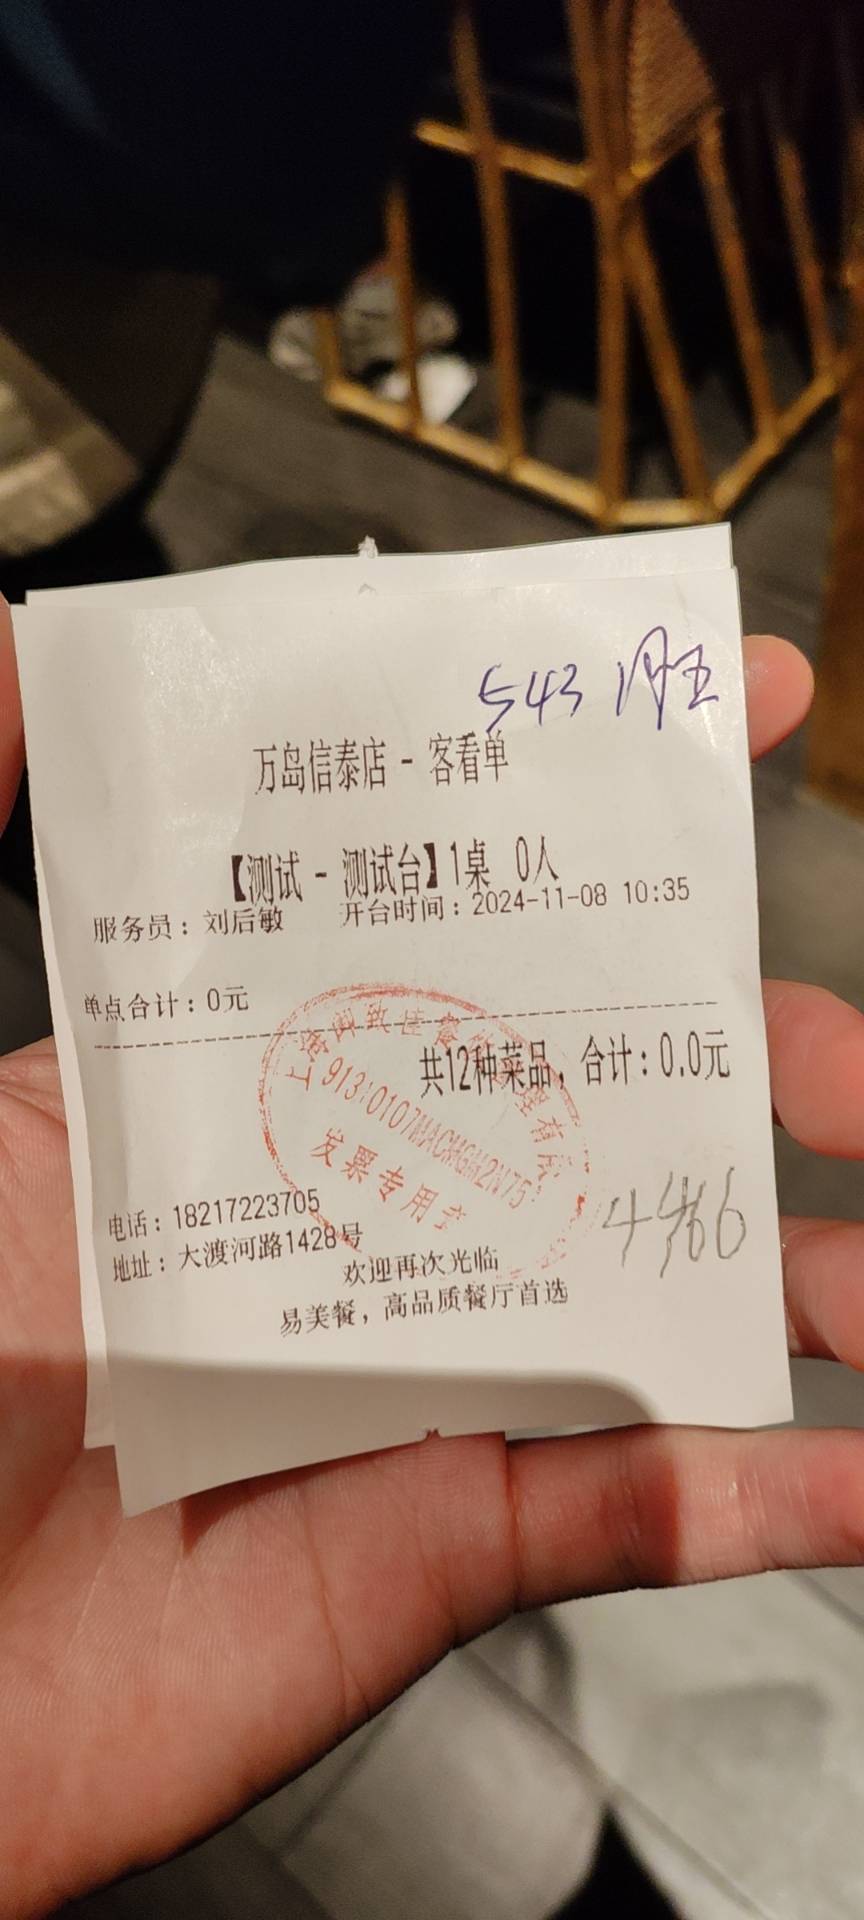 543
万岛信泰店 - 客看单
【测试 - 测试台】1桌 0人
服务员：刘后敏 开台时间：2024-11-08 10:35
单点合计：0元
共12种菜品，合计：0.0元
91310107MACMGM2N75
发票专用章
电话：18217223705
地址：大渡河路1428号
欢迎再次光临
易美餐，高品质餐厅首选